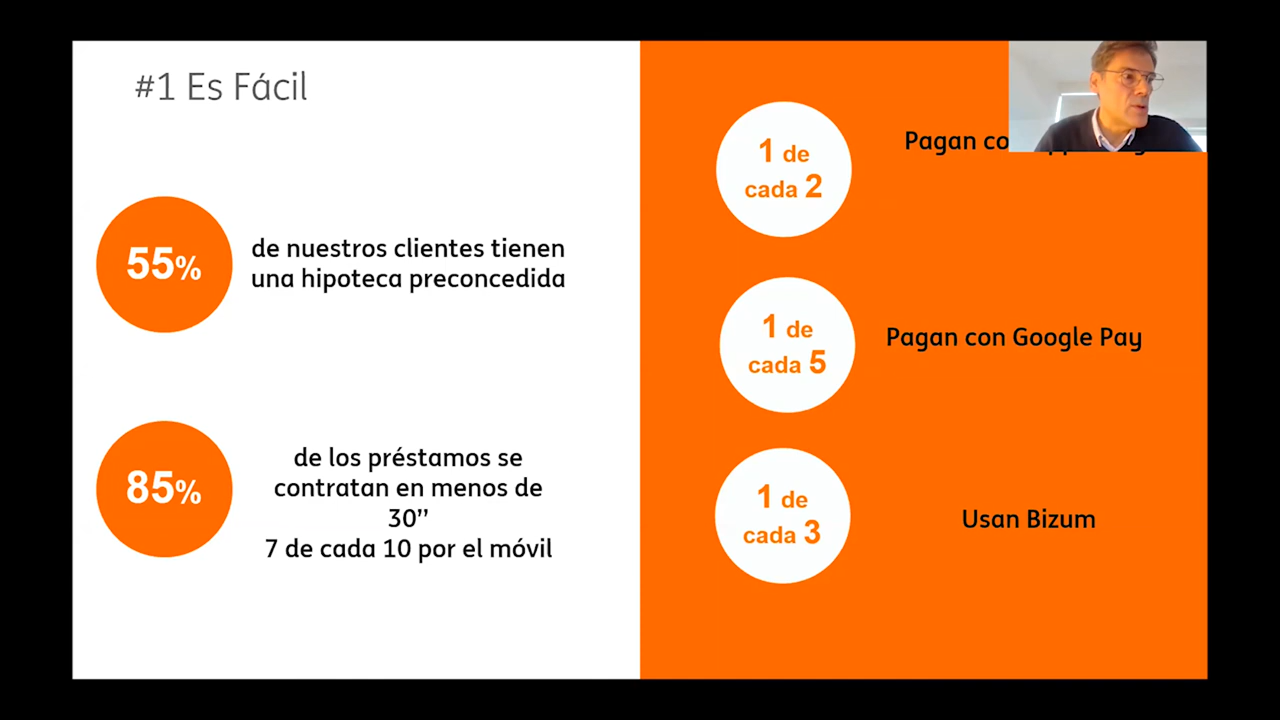 #1 Es Fácil
55%
de nuestros clientes tienen
una hipoteca preconcedida
85%
de los préstamos se
contratan en menos de
30’’
7 de cada 10 por el móvil
1 de
cada 2
Pagan
1 de
cada 5
Pagan con Google Pay
1 de
cada 3
Usan Bizum